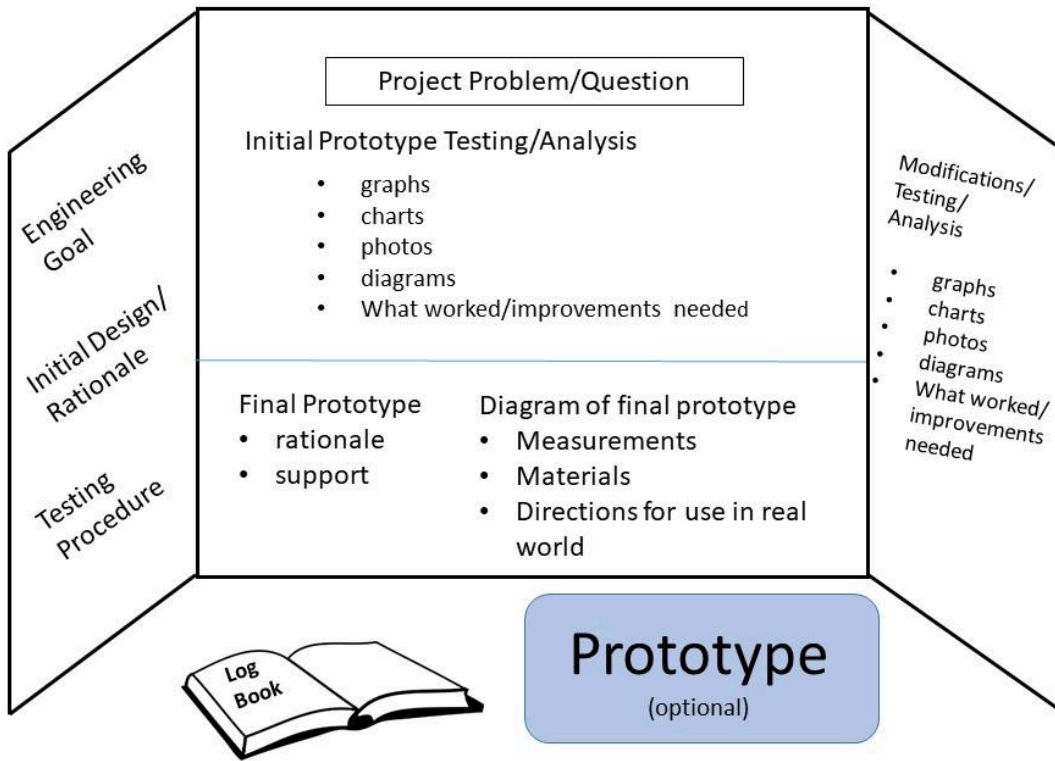 Engineering
Goal
Initial Design/
Rationale
Testing
Procedure
Project Problem/Question
Initial Prototype Testing/Analysis
• graphs
• charts
• photos
• diagrams
• What worked/improvements needed
Final Prototype
• rationale
• support
Diagram of final prototype
• Measurements
• Materials
• Directions for use in real
world
Modifications/
Testing/
Analysis
• graphs
• charts
• photos
• diagrams
• What worked/
improvements
needed
Log
Book
Prototype
(optional)